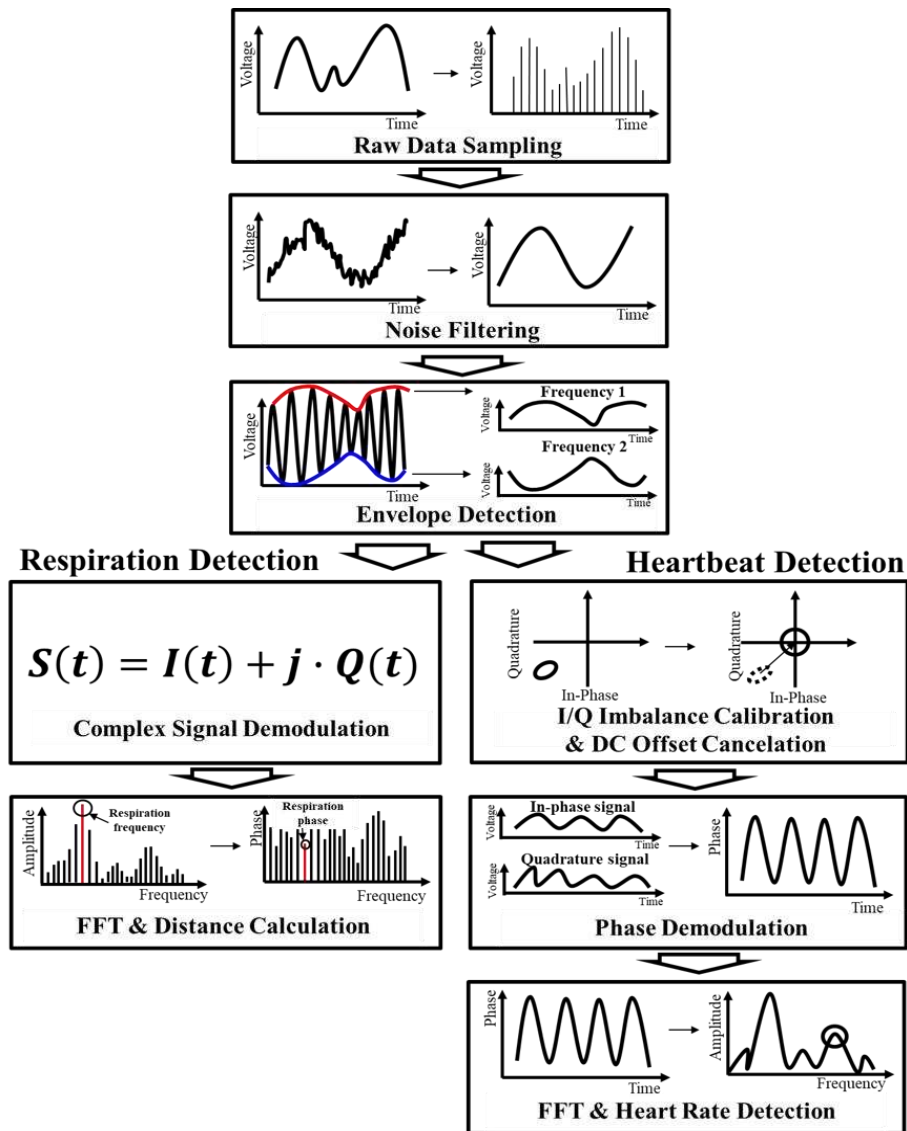 Voltage
Time
Voltage
Time
Raw Data Sampling
Voltage
Time
Voltage
Time
Noise Filtering
Voltage
Time
Frequency 1
Voltage
Time
Frequency 2
Voltage
Time
Envelope Detection
Respiration Detection
S(t) = I(t) + j · Q(t)
Complex Signal Demodulation
Amplitude
Respiration
frequency
Frequency
Phase
Respiration
phase
Frequency
FFT & Distance Calculation
Heartbeat Detection
Quadrature
In-Phase
Quadrature
In-Phase
I/Q Imbalance Calibration
& DC Offset Cancelation
In-phase signal
Voltage
Time
Quadrature signal
Voltage
Time
Phase
Time
Phase Demodulation
Phase
Time
Amplitude
Frequency
FFT & Heart Rate Detection